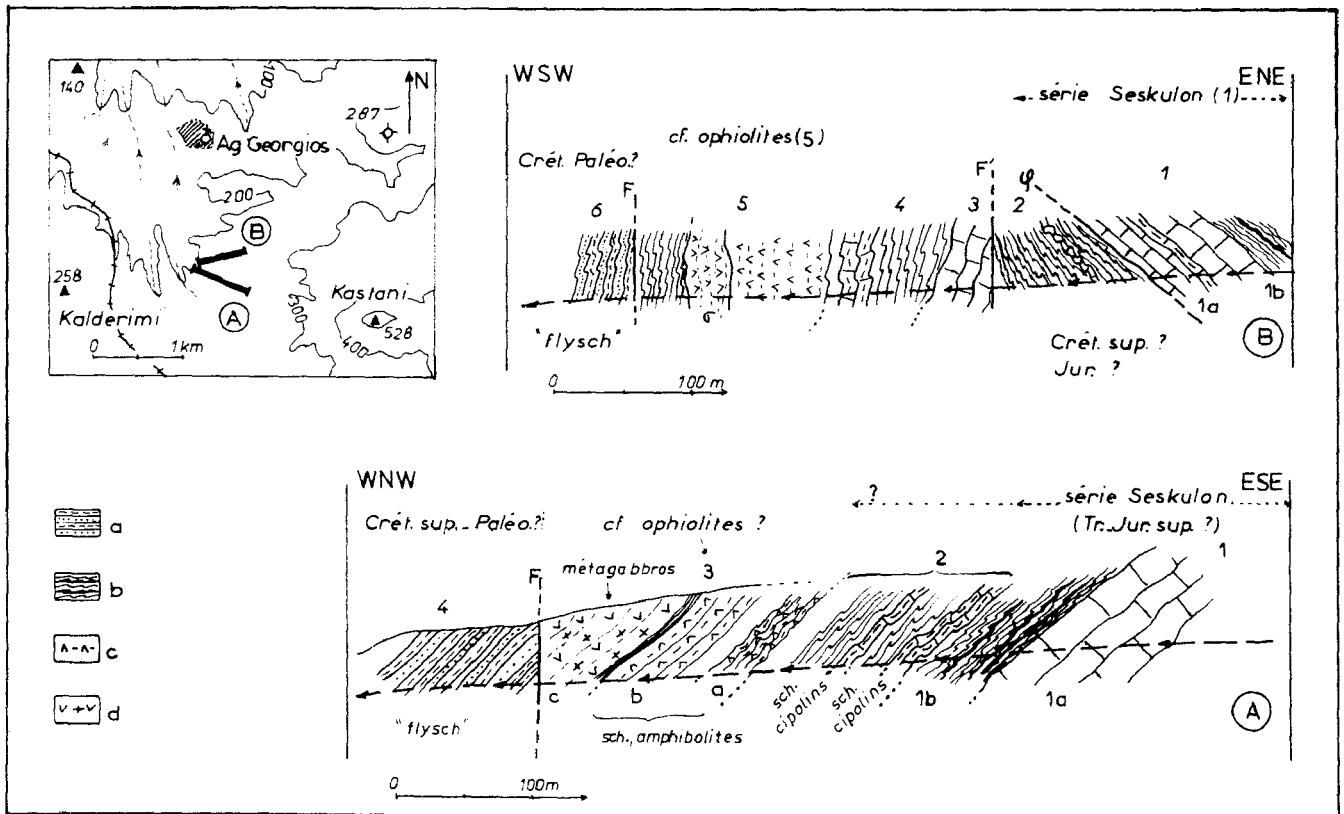 140
100
N
287
Ag. Georgios
200
B
258
A
Kastani
528
Kalderimi
600
400
0 1km
WSW ENE
série Seskulon (1)
cf. ophiolites (5)
Crét. Paléo.?
F F φ 1
6 5 4 3 2
σ
1a 1b
"flysch"
Crét. sup. ?
Jur. ?
B
0 100 m
WNW ESE
? série Seskulon
(Tr.-Jur. sup. ?)
Crét. sup.-Paléo.? cf ophiolites ?
métagabbros 3 2 1
F
4
c b a sch. cipolins sch. cipolins 1b 1a
"flysch"
sch., amphibolites
A
0 100m
a
b
c
d